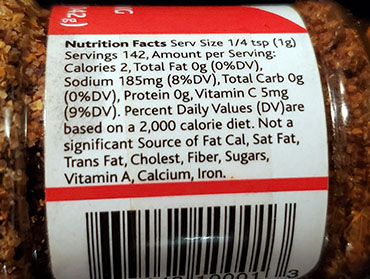 G
42g)
Nutrition Facts Serv Size 1/4 tsp (1g)
Servings 142, Amount per Serving:
Calories 2, Total Fat 0g (0%DV),
Sodium 185mg (8%DV), Total Carb 0g
(0%DV), Protein 0g, Vitamin C 5mg
(9%DV). Percent Daily Values (DV)are
based on a 2,000 calorie diet. Not a
significant Source of Fat Cal, Sat Fat,
Trans Fat, Cholest, Fiber, Sugars,
Vitamin A, Calcium, Iron.
3